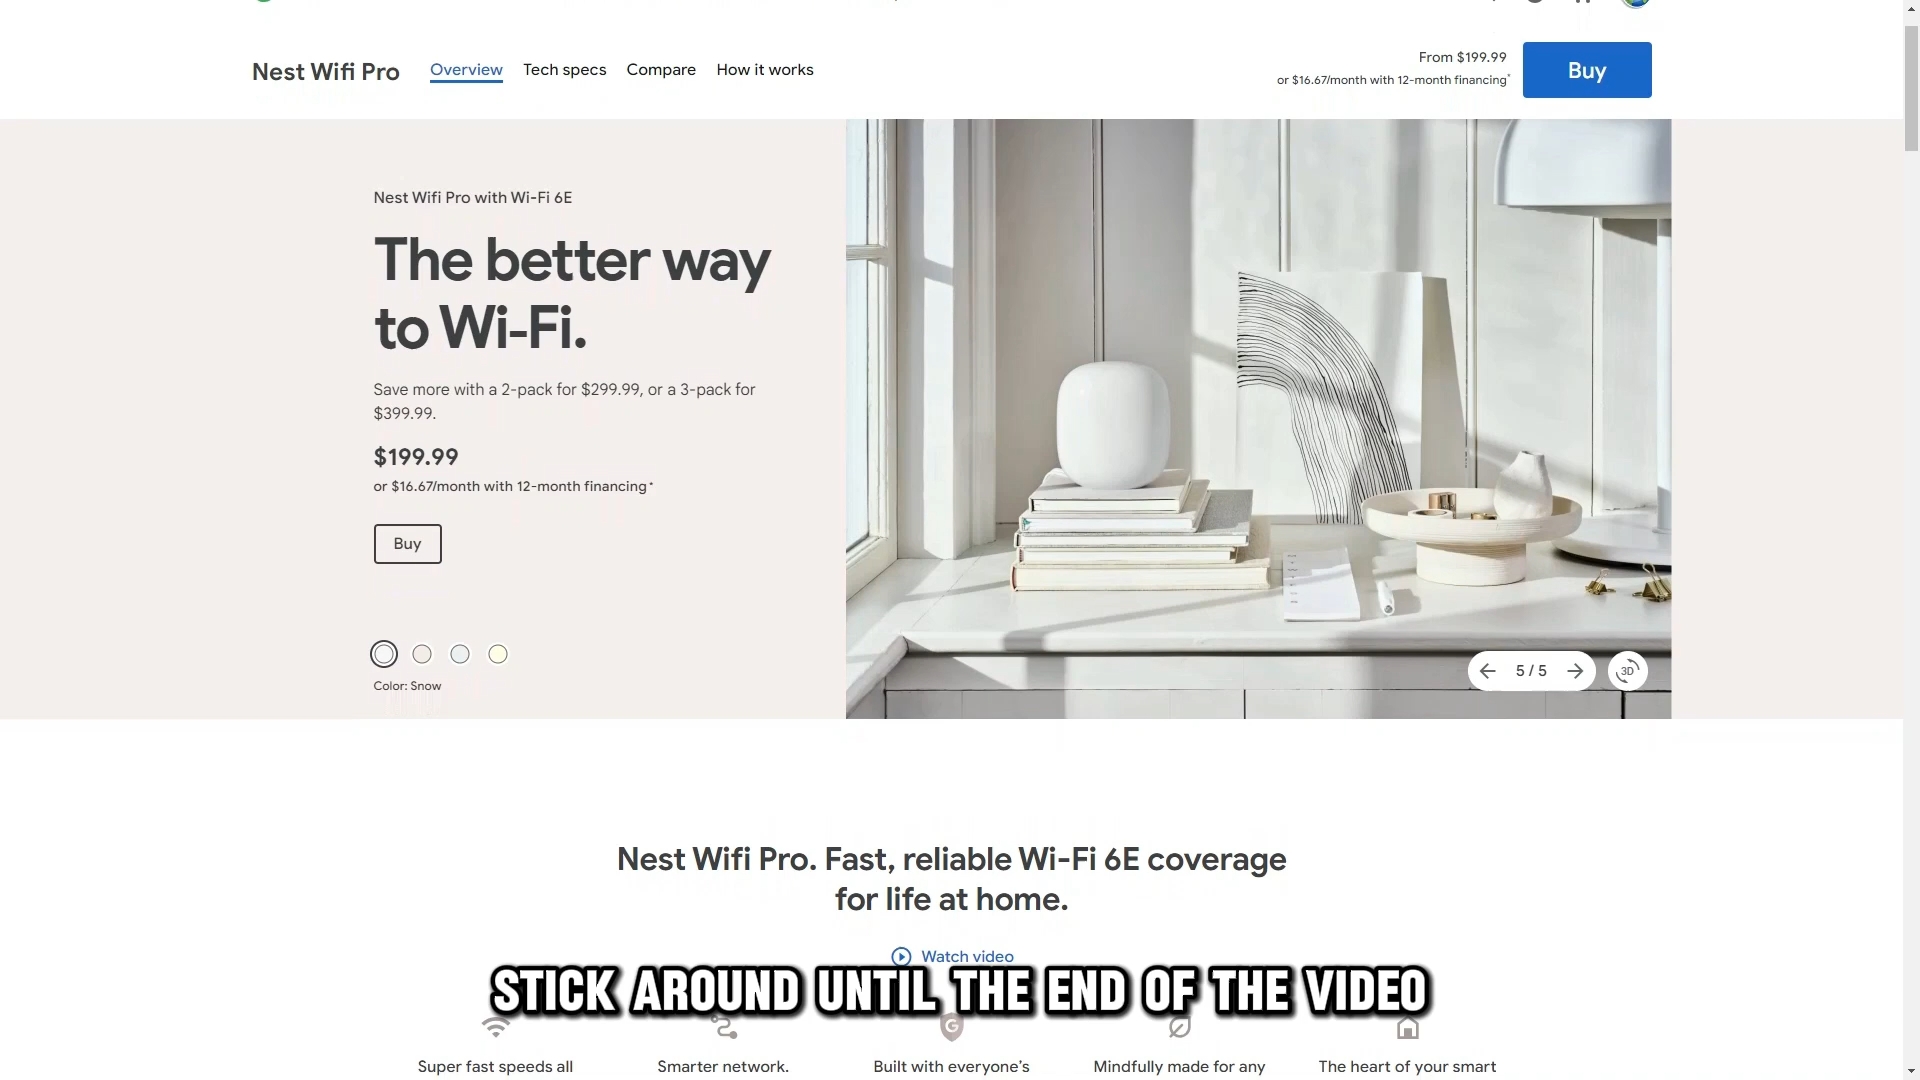 Nest Wifi Pro
Overview
Tech specs
Compare
How it works
From $199.99
or $16.67/month with 12-month financing*
Buy
Nest Wifi Pro with Wi-Fi 6E
The better way
to Wi-Fi.
Save more with a 2-pack for $299.99, or a 3-pack for
$399.99.
$199.99
or $16.67/month with 12-month financing*
Buy
Color: Snow
5 / 5
3D
Nest Wifi Pro. Fast, reliable Wi-Fi 6E coverage
for life at home.
Watch video
STICK AROUND UNTIL THE END OF THE VIDEO
G
Super fast speeds all
Smarter network.
Built with everyone’s
Mindfully made for any
The heart of your smart